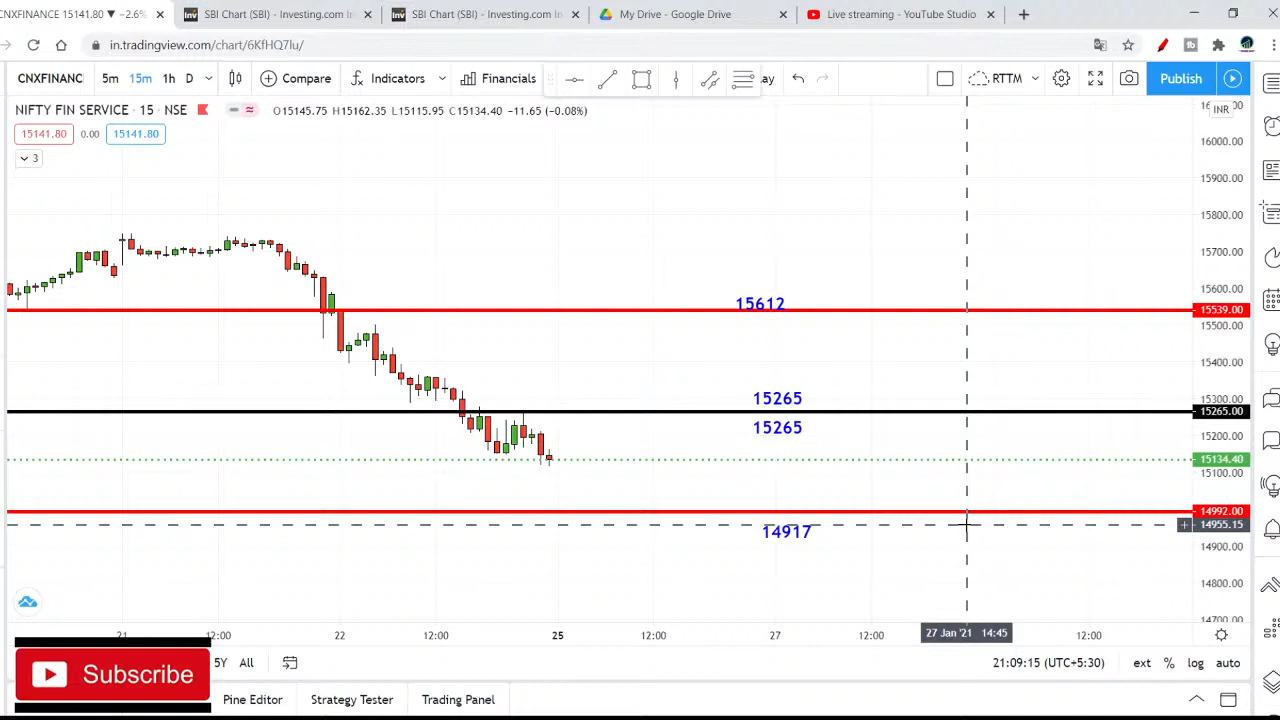 CNXFINANCE 15141.80 ▼ −2.6%
SBI Chart (SBI) - Investing.com In
SBI Chart (SBI) - Investing.com In
My Drive - Google Drive
Live streaming - YouTube Studio
in.tradingview.com/chart/6KfHQ7lu/
CNXFINANC 5m 15m 1h D Compare Indicators Financials lay RTTM Publish
NIFTY FIN SERVICE · 15 · NSE O15145.75 H15162.35 L15115.95 C15134.40 −11.65 (−0.08%)
INR
15141.80 0.00 15141.80
3
16000.00
15900.00
15800.00
15700.00
15600.00
15612
15539.00
15500.00
15400.00
15300.00
15265
15265.00
15265
15200.00
15134.40
15100.00
14992.00
14955.15
14917
14900.00
14800.00
14700.00
21 12:00 22 12:00 25 12:00 27 12:00 27 Jan '21 14:45 12:00
Subscribe
5Y All 21:09:15 (UTC+5:30) ext % log auto
Pine Editor Strategy Tester Trading Panel